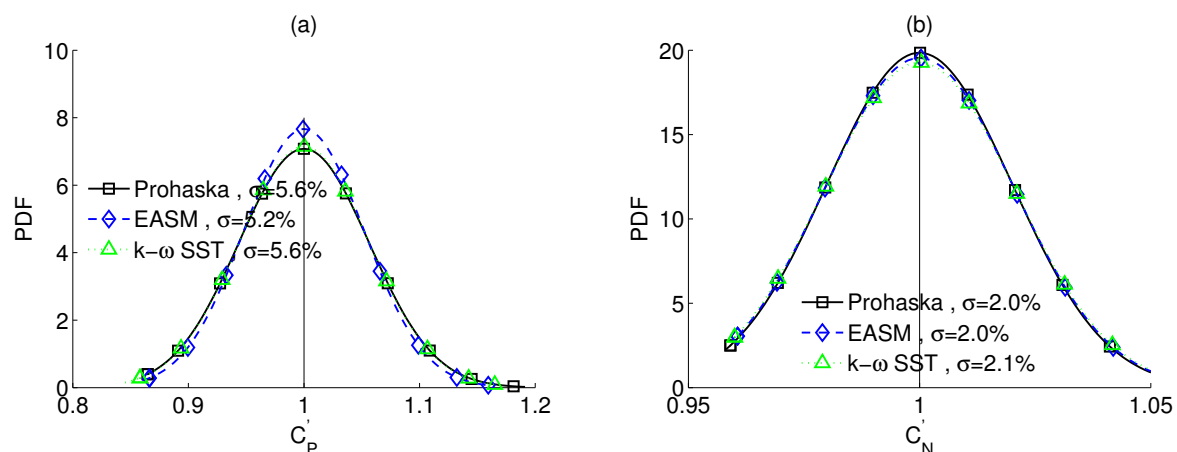 (a)
10
8
6
4
2
0
PDF
Prohaska , σ=5.6%
EASM , σ=5.2%
k−ω SST , σ=5.6%
0.8
0.9
1
1.1
1.2
C'P
(b)
20
15
10
5
0
PDF
Prohaska , σ=2.0%
EASM , σ=2.0%
k−ω SST , σ=2.1%
0.95
1
1.05
C'N